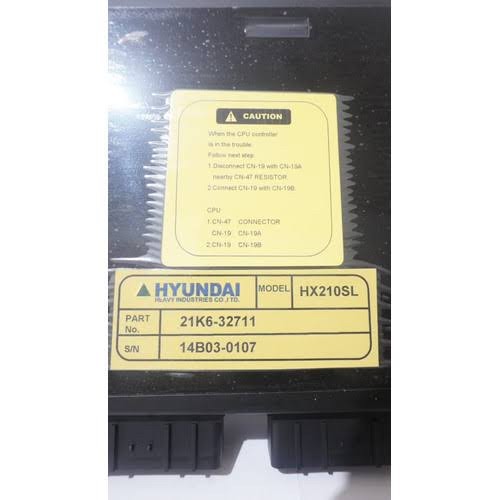 CAUTION
When the CPU controller
is in the trouble.
Follow next step.
1.Disconnect CN-19 with CN-19A
nearby CN-47 RESISTOR.
2.Connect CN-19 with CN-19B.
CPU
1.CN-47 CONNECTOR
CN-19 CN-19A
2.CN-19 CN-19B
HYUNDAI
HEAVY INDUSTRIES CO.,LTD.
MODEL HX210SL
PART No. 21K6-32711
S/N 14B03-0107